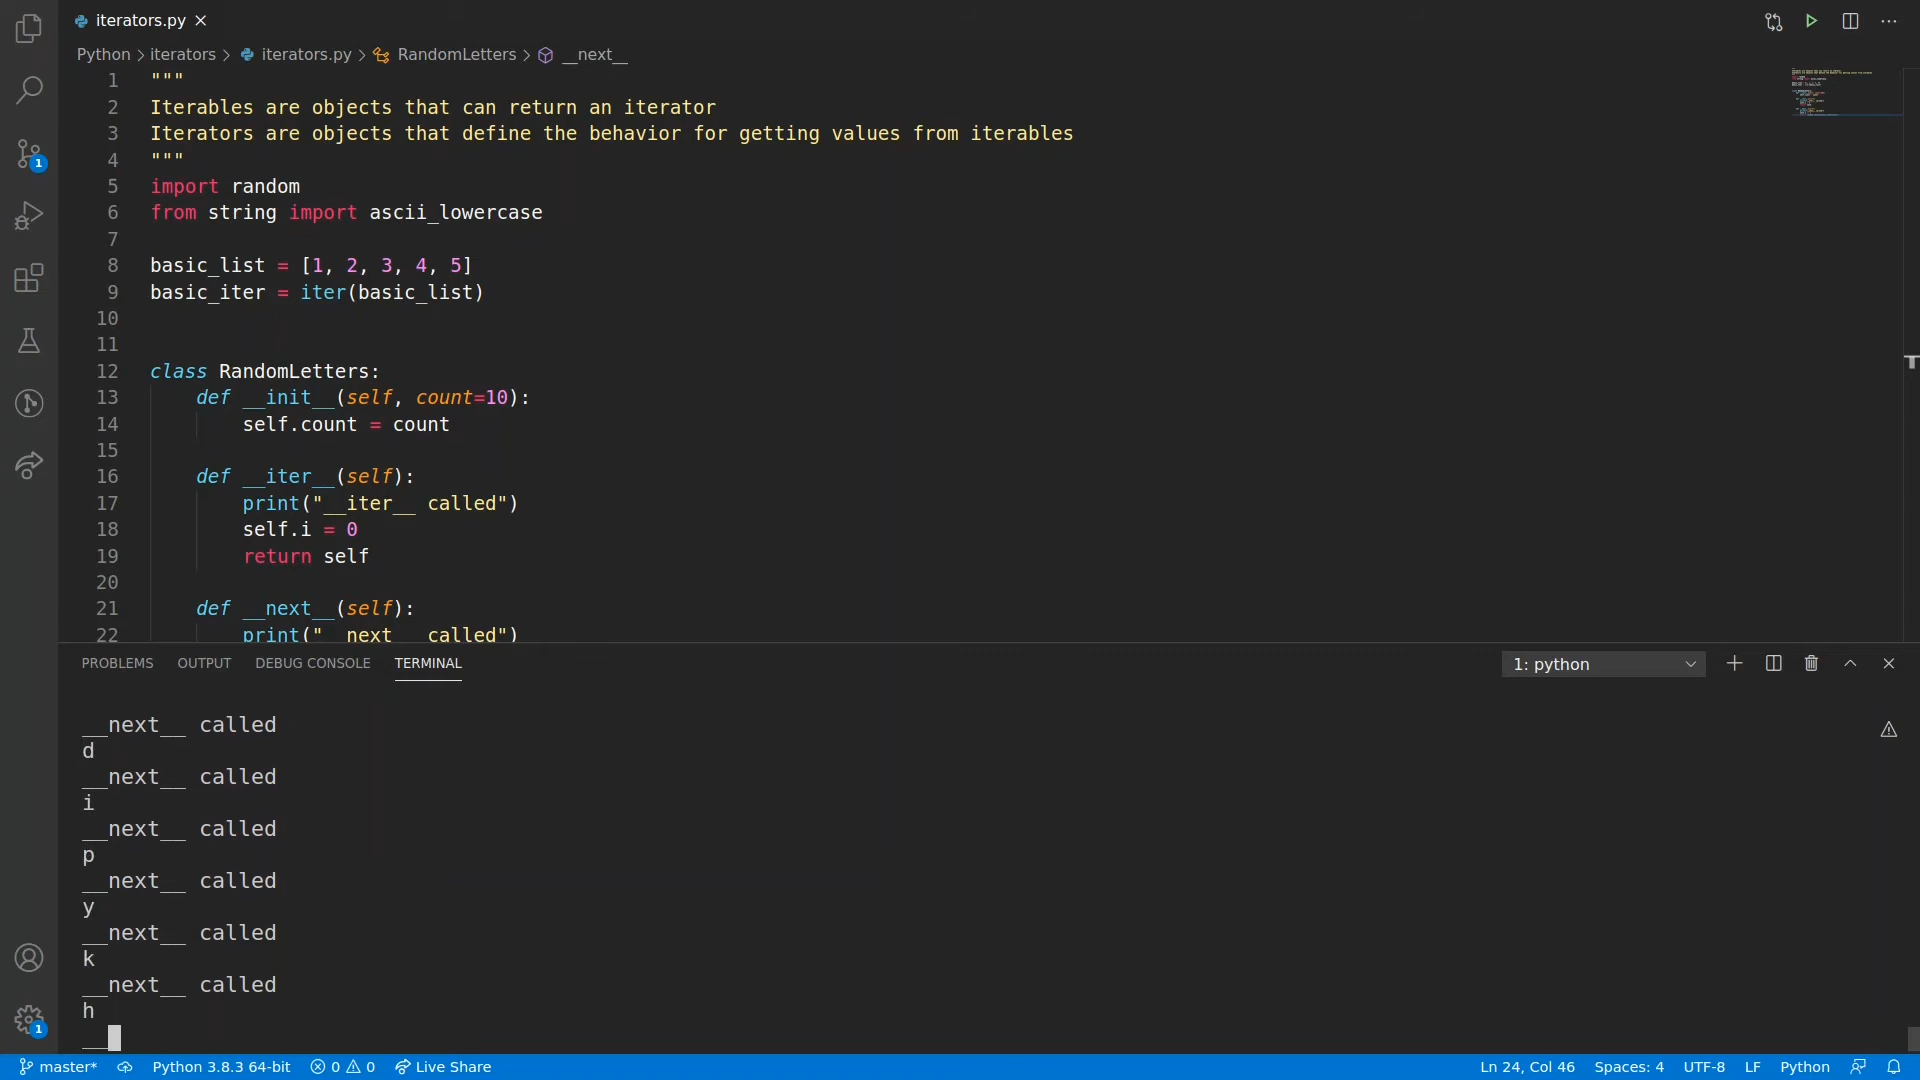 iterators.py
Python iterators iterators.py RandomLetters __next__
1 """
2 Iterables are objects that can return an iterator
3 Iterators are objects that define the behavior for getting values from iterables
4 """
5 import random
6 from string import ascii_lowercase
7
8 basic_list = [1, 2, 3, 4, 5]
9 basic_iter = iter(basic_list)
10
11
12 class RandomLetters:
13 def __init__(self, count=10):
14 self.count = count
15
16 def __iter__(self):
17 print("__iter__ called")
18 self.i = 0
19 return self
20
21 def __next__(self):
22 print("__next__ called")
1
1
PROBLEMS OUTPUT DEBUG CONSOLE TERMINAL 1: python
__next__ called
d
__next__ called
i
__next__ called
p
__next__ called
y
__next__ called
k
__next__ called
h
__
master* Python 3.8.3 64-bit 0 0 Live Share Ln 24, Col 46 Spaces: 4 UTF-8 LF Python